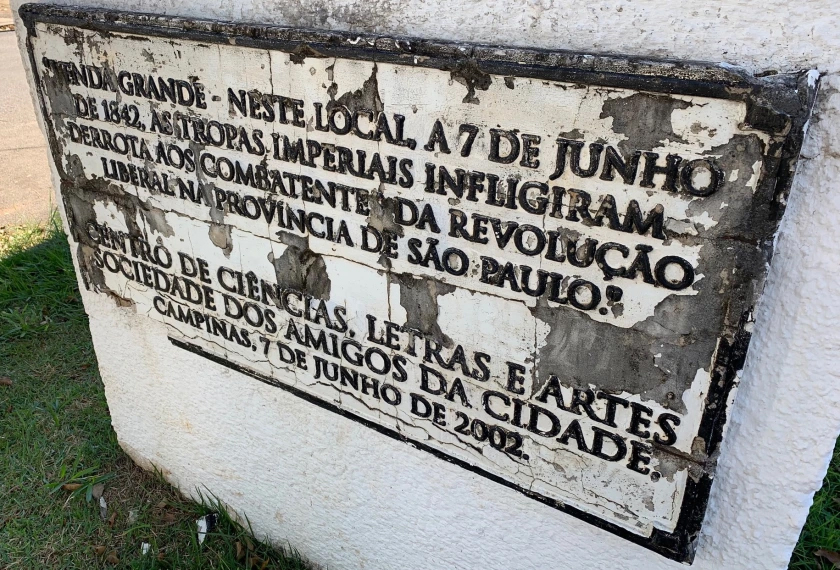 "VENDA GRANDE - NESTE LOCAL, A 7 DE JUNHO
DE 1842, AS TROPAS IMPERIAIS INFLIGIRAM
DERROTA AOS COMBATENTES DA REVOLUÇÃO
LIBERAL NA PROVÍNCIA DE SÃO PAULO."
CENTRO DE CIÊNCIAS, LETRAS E ARTES
SOCIEDADE DOS AMIGOS DA CIDADE.
CAMPINAS, 7 DE JUNHO DE 2002.